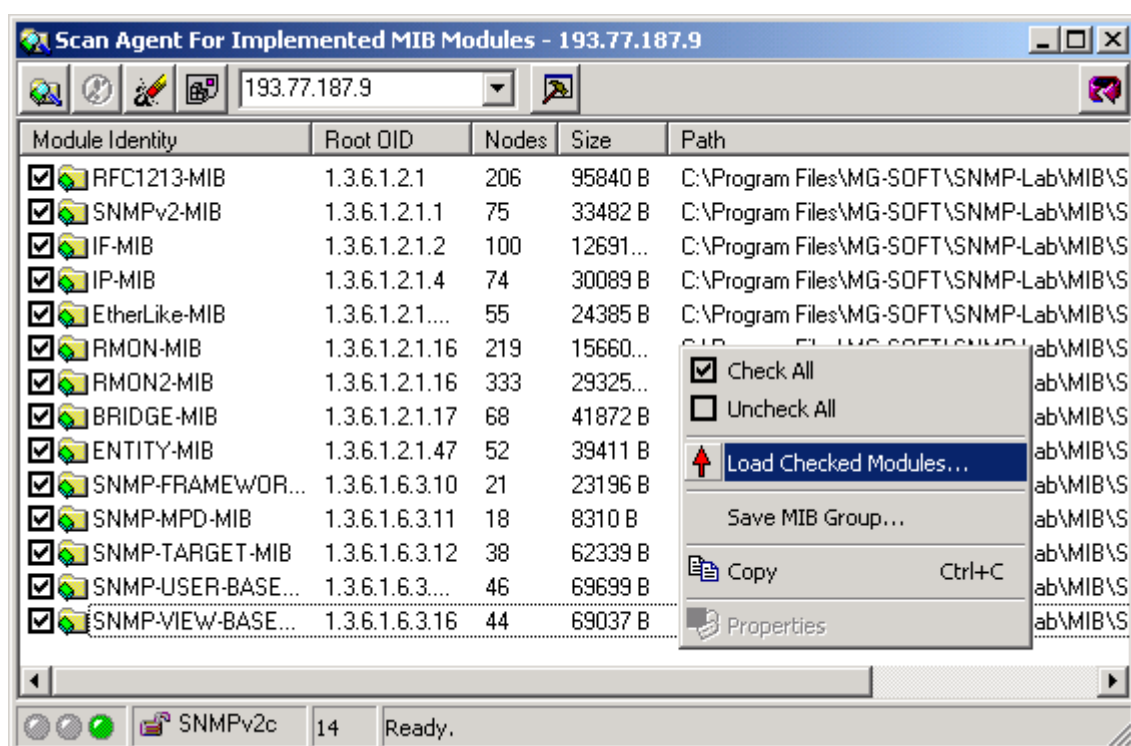 Scan Agent For Implemented MIB Modules - 193.77.187.9
193.77.187.9
Module Identity Root OID Nodes Size Path
RFC1213-MIB 1.3.6.1.2.1 206 95840 B C:\Program Files\MG-SOFT\SNMP-Lab\MIB\S
SNMPv2-MIB 1.3.6.1.2.1.1 75 33482 B C:\Program Files\MG-SOFT\SNMP-Lab\MIB\S
IF-MIB 1.3.6.1.2.1.2 100 12691... C:\Program Files\MG-SOFT\SNMP-Lab\MIB\S
IP-MIB 1.3.6.1.2.1.4 74 30089 B C:\Program Files\MG-SOFT\SNMP-Lab\MIB\S
EtherLike-MIB 1.3.6.1.2.1.... 55 24385 B C:\Program Files\MG-SOFT\SNMP-Lab\MIB\S
RMON-MIB 1.3.6.1.2.1.16 219 15660... ab\MIB\S
RMON2-MIB 1.3.6.1.2.1.16 333 29325... Check All ab\MIB\S
BRIDGE-MIB 1.3.6.1.2.1.17 68 41872 B Uncheck All ab\MIB\S
ENTITY-MIB 1.3.6.1.2.1.47 52 39411 B Load Checked Modules... ab\MIB\S
SNMP-FRAMEWOR... 1.3.6.1.6.3.10 21 23196 B ab\MIB\S
SNMP-MPD-MIB 1.3.6.1.6.3.11 18 8310 B Save MIB Group... ab\MIB\S
SNMP-TARGET-MIB 1.3.6.1.6.3.12 38 62339 B ab\MIB\S
SNMP-USER-BASE... 1.3.6.1.6.3.... 46 69699 B Copy Ctrl+C ab\MIB\S
SNMP-VIEW-BASE... 1.3.6.1.6.3.16 44 69037 B Properties ab\MIB\S
SNMPv2c 14 Ready.